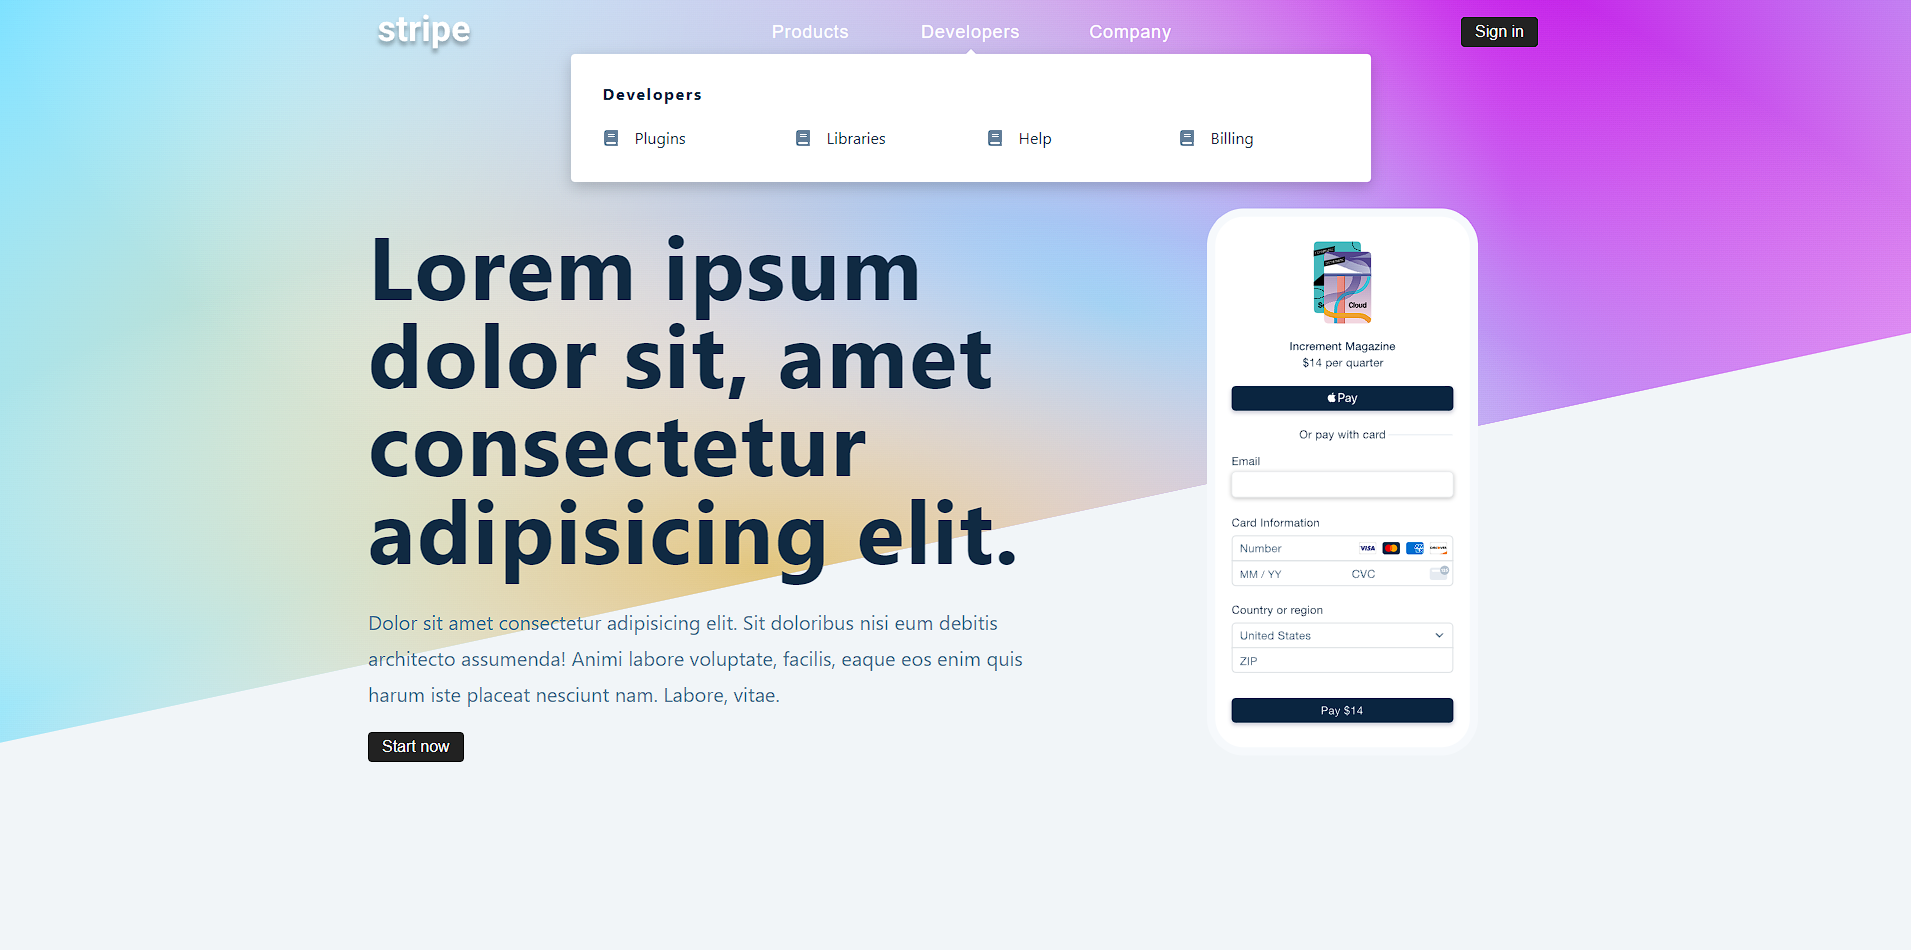 stripe
Products
Developers
Company
Sign in
Developers
Plugins
Libraries
Help
Billing
Lorem ipsum
dolor sit, amet
consectetur
adipisicing elit.
Dolor sit amet consectetur adipisicing elit. Sit doloribus nisi eum debitis
architecto assumenda! Animi labore voluptate, facilis, eaque eos enim quis
harum iste placeat nesciunt nam. Labore, vitae.
Start now
Cloud
Increment Magazine
$14 per quarter
Pay
Or pay with card
Email
Card Information
Number
VISA
DISCOVER
MM / YY
CVC
Country or region
United States
ZIP
Pay $14